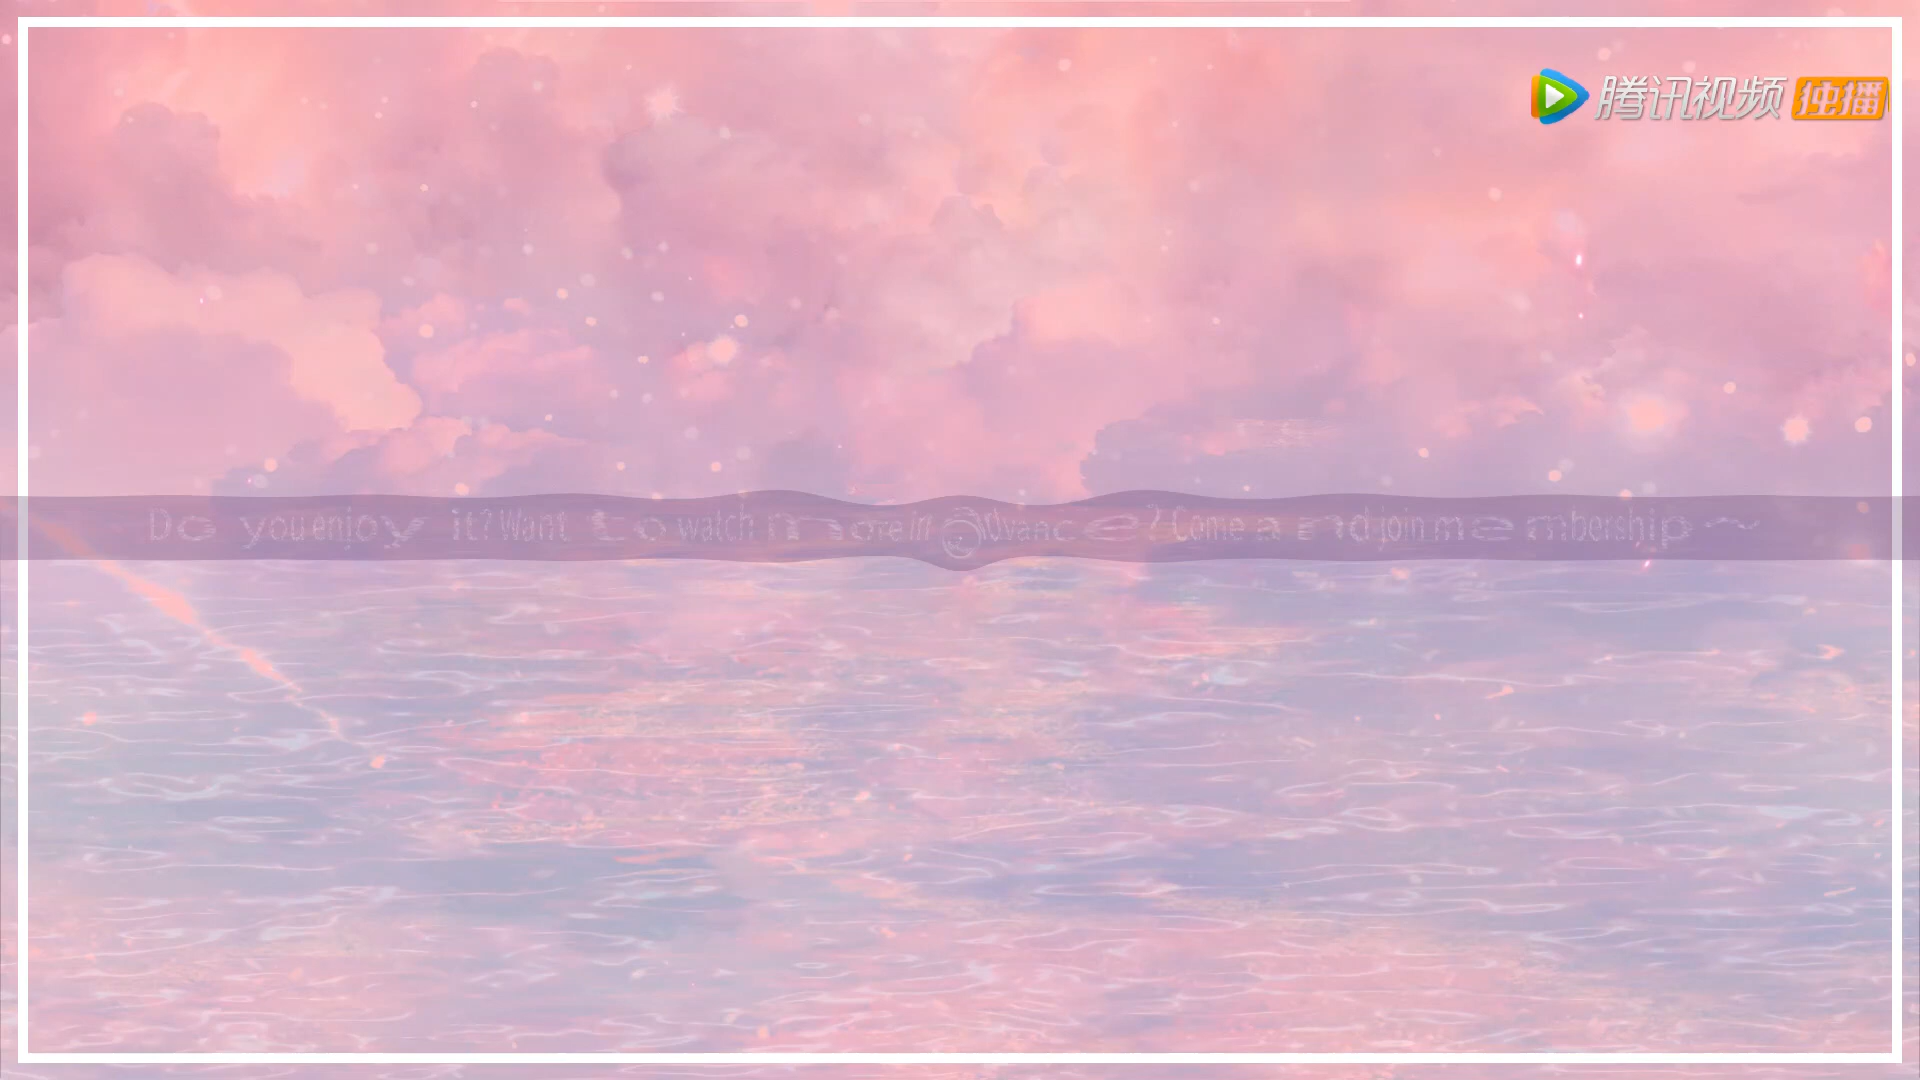 腾讯视频 独播
Do you enjoy it? Want to watch more in advance? Come and join membership~